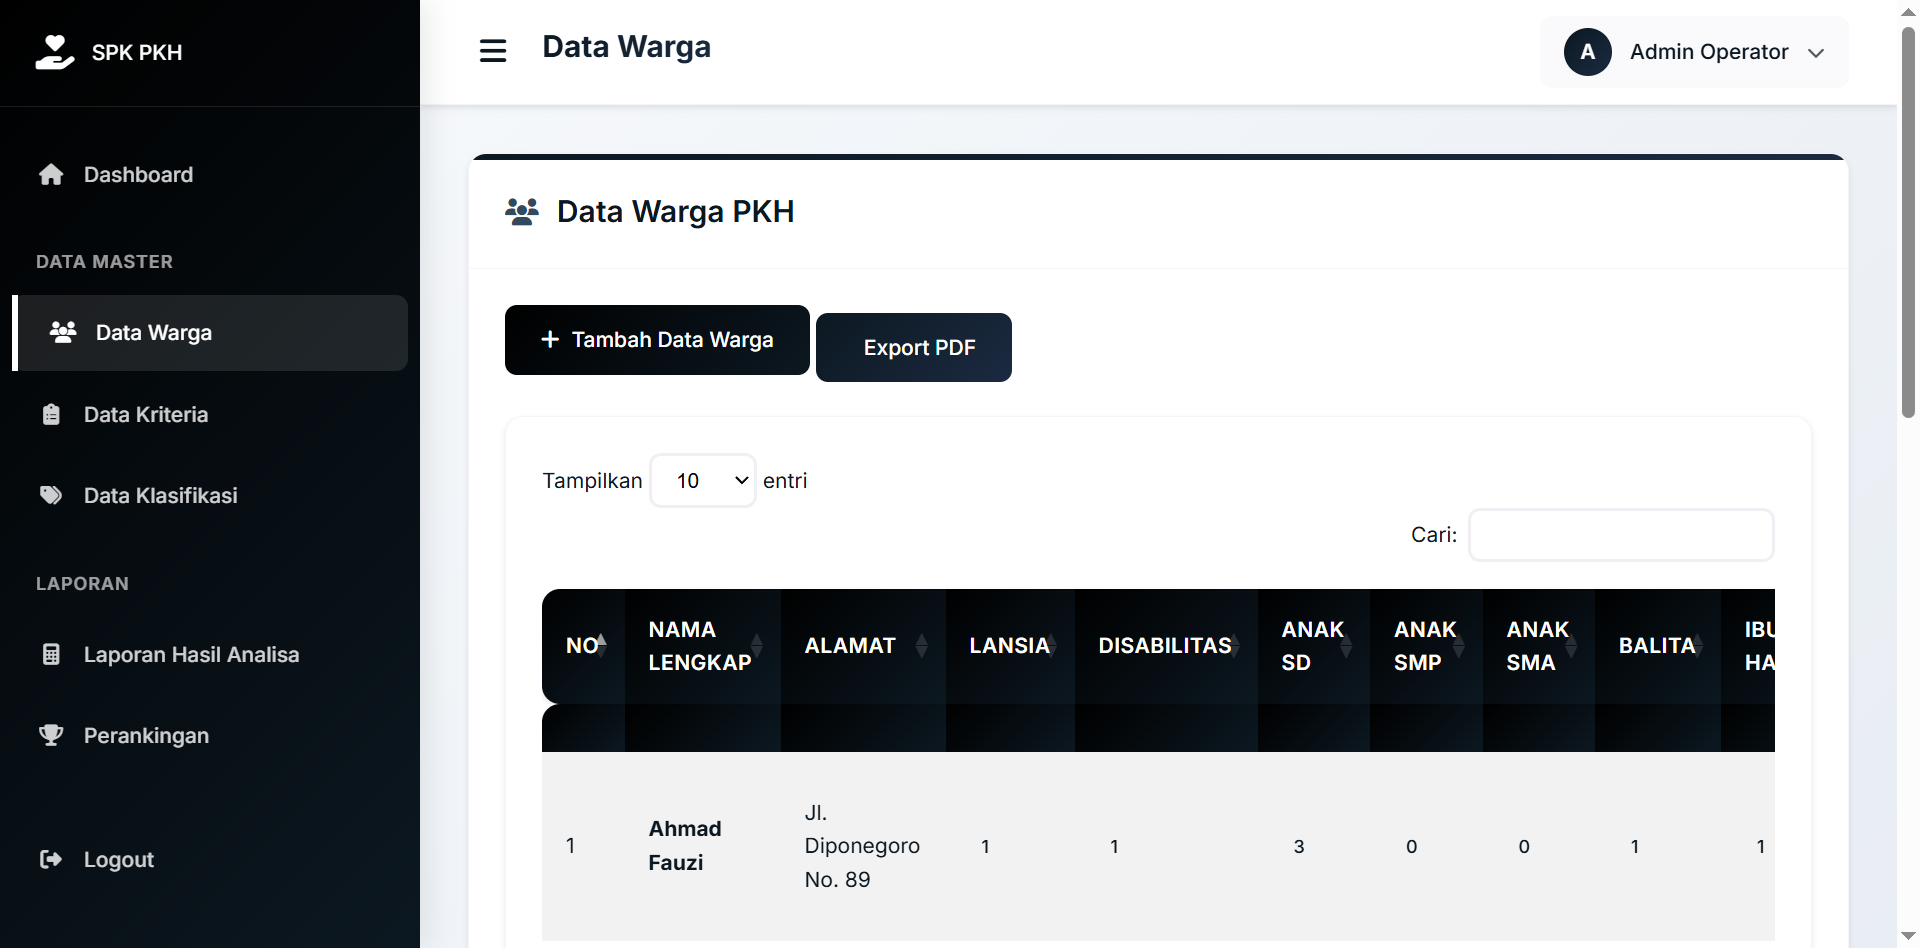 SPK PKH
Data Warga
A Admin Operator
Dashboard
DATA MASTER
Data Warga
Data Kriteria
Data Klasifikasi
LAPORAN
Laporan Hasil Analisa
Perankingan
Logout
Data Warga PKH
+ Tambah Data Warga
Export PDF
Tampilkan 10 entri
Cari:
NO
NAMA
LENGKAP
ALAMAT
LANSIA
DISABILITAS
ANAK
SD
ANAK
SMP
ANAK
SMA
BALITA
1
Ahmad
Fauzi
Jl.
Diponegoro
No. 89
1
1
3
0
0
1
1